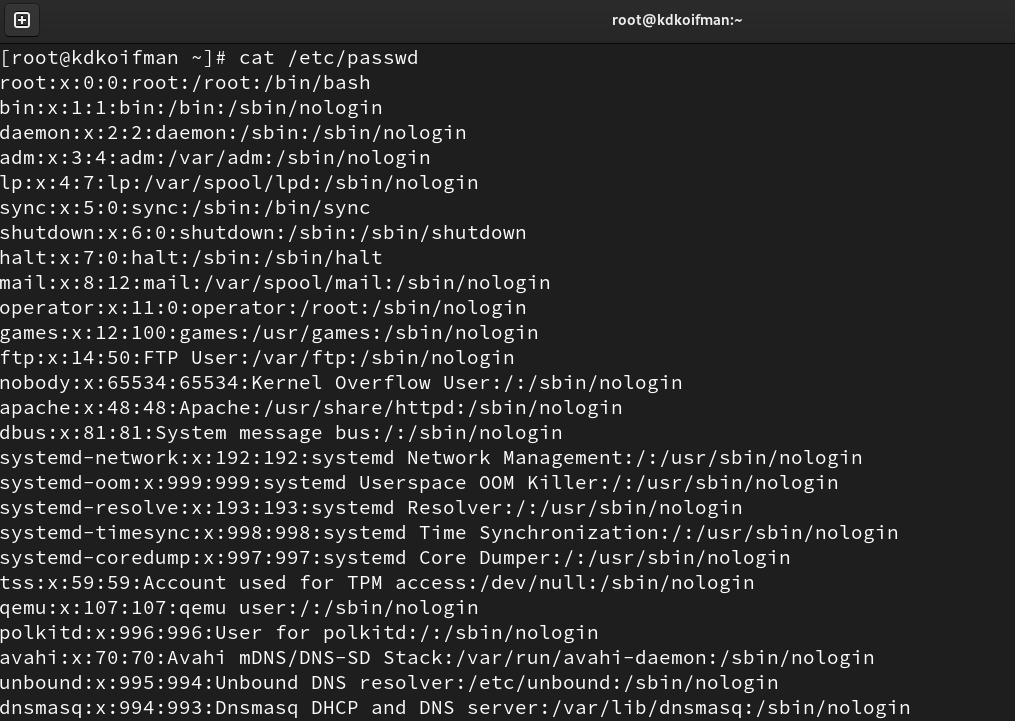 root@kdkoifman:~
[root@kdkoifman ~]# cat /etc/passwd
root:x:0:0:root:/root:/bin/bash
bin:x:1:1:bin:/bin:/sbin/nologin
daemon:x:2:2:daemon:/sbin:/sbin/nologin
adm:x:3:4:adm:/var/adm:/sbin/nologin
lp:x:4:7:lp:/var/spool/lpd:/sbin/nologin
sync:x:5:0:sync:/sbin:/bin/sync
shutdown:x:6:0:shutdown:/sbin:/sbin/shutdown
halt:x:7:0:halt:/sbin:/sbin/halt
mail:x:8:12:mail:/var/spool/mail:/sbin/nologin
operator:x:11:0:operator:/root:/sbin/nologin
games:x:12:100:games:/usr/games:/sbin/nologin
ftp:x:14:50:FTP User:/var/ftp:/sbin/nologin
nobody:x:65534:65534:Kernel Overflow User:/:/sbin/nologin
apache:x:48:48:Apache:/usr/share/httpd:/sbin/nologin
dbus:x:81:81:System message bus:/:/sbin/nologin
systemd-network:x:192:192:systemd Network Management:/:/usr/sbin/nologin
systemd-oom:x:999:999:systemd Userspace OOM Killer:/:/usr/sbin/nologin
systemd-resolve:x:193:193:systemd Resolver:/:/usr/sbin/nologin
systemd-timesync:x:998:998:systemd Time Synchronization:/:/usr/sbin/nologin
systemd-coredump:x:997:997:systemd Core Dumper:/:/usr/sbin/nologin
tss:x:59:59:Account used for TPM access:/dev/null:/sbin/nologin
qemu:x:107:107:qemu user:/:/sbin/nologin
polkitd:x:996:996:User for polkitd:/:/sbin/nologin
avahi:x:70:70:Avahi mDNS/DNS-SD Stack:/var/run/avahi-daemon:/sbin/nologin
unbound:x:995:994:Unbound DNS resolver:/etc/unbound:/sbin/nologin
dnsmasq:x:994:993:Dnsmasq DHCP and DNS server:/var/lib/dnsmasq:/sbin/nologin